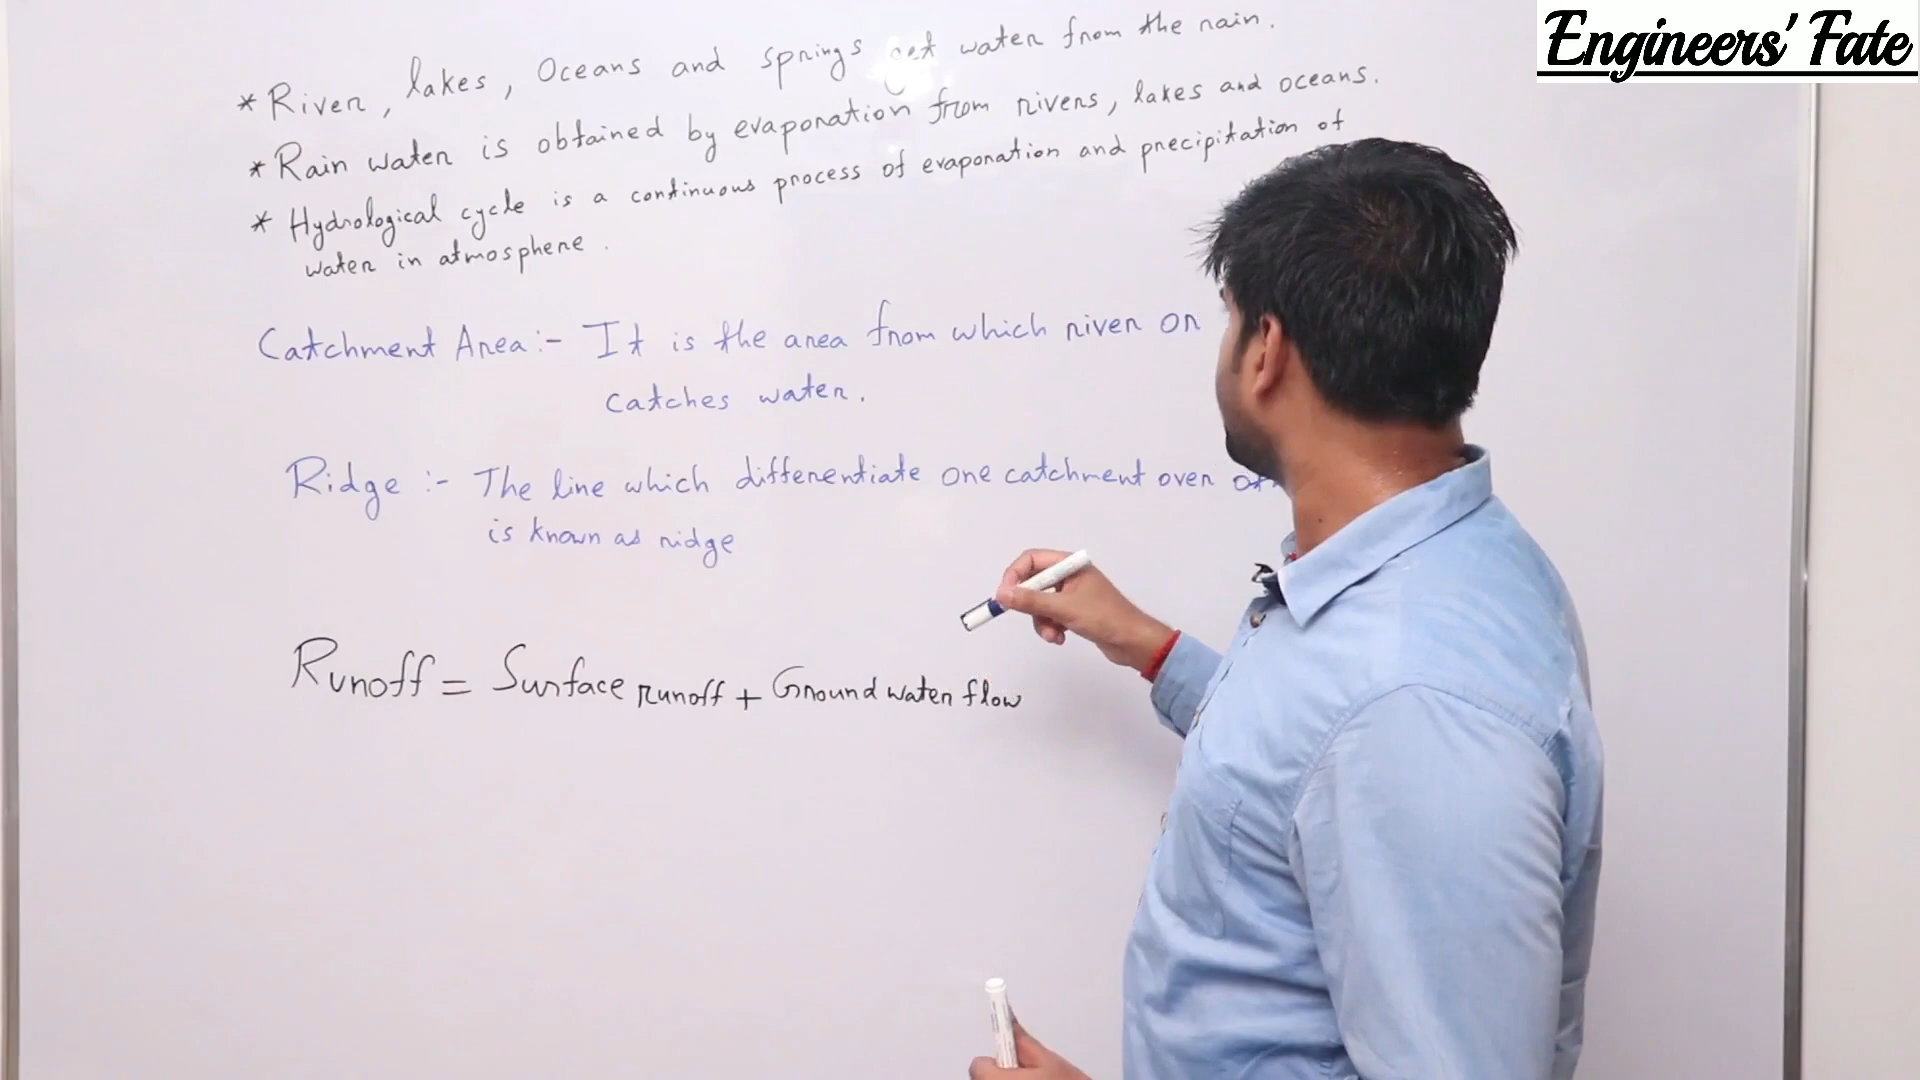 Engineers' Fate
* River, lakes, Oceans and springs get water from the rain.
* Rain water is obtained by evaporation from rivers, lakes and oceans.
* Hydrological cycle is a continuous process of evaporation and precipitation of
water in atmosphere.
Catchment Area :- It is the area from which river or
catches water.
Ridge :- The line which differentiate one catchment over
is known as ridge
Runoff = Surface runoff + Ground water flow